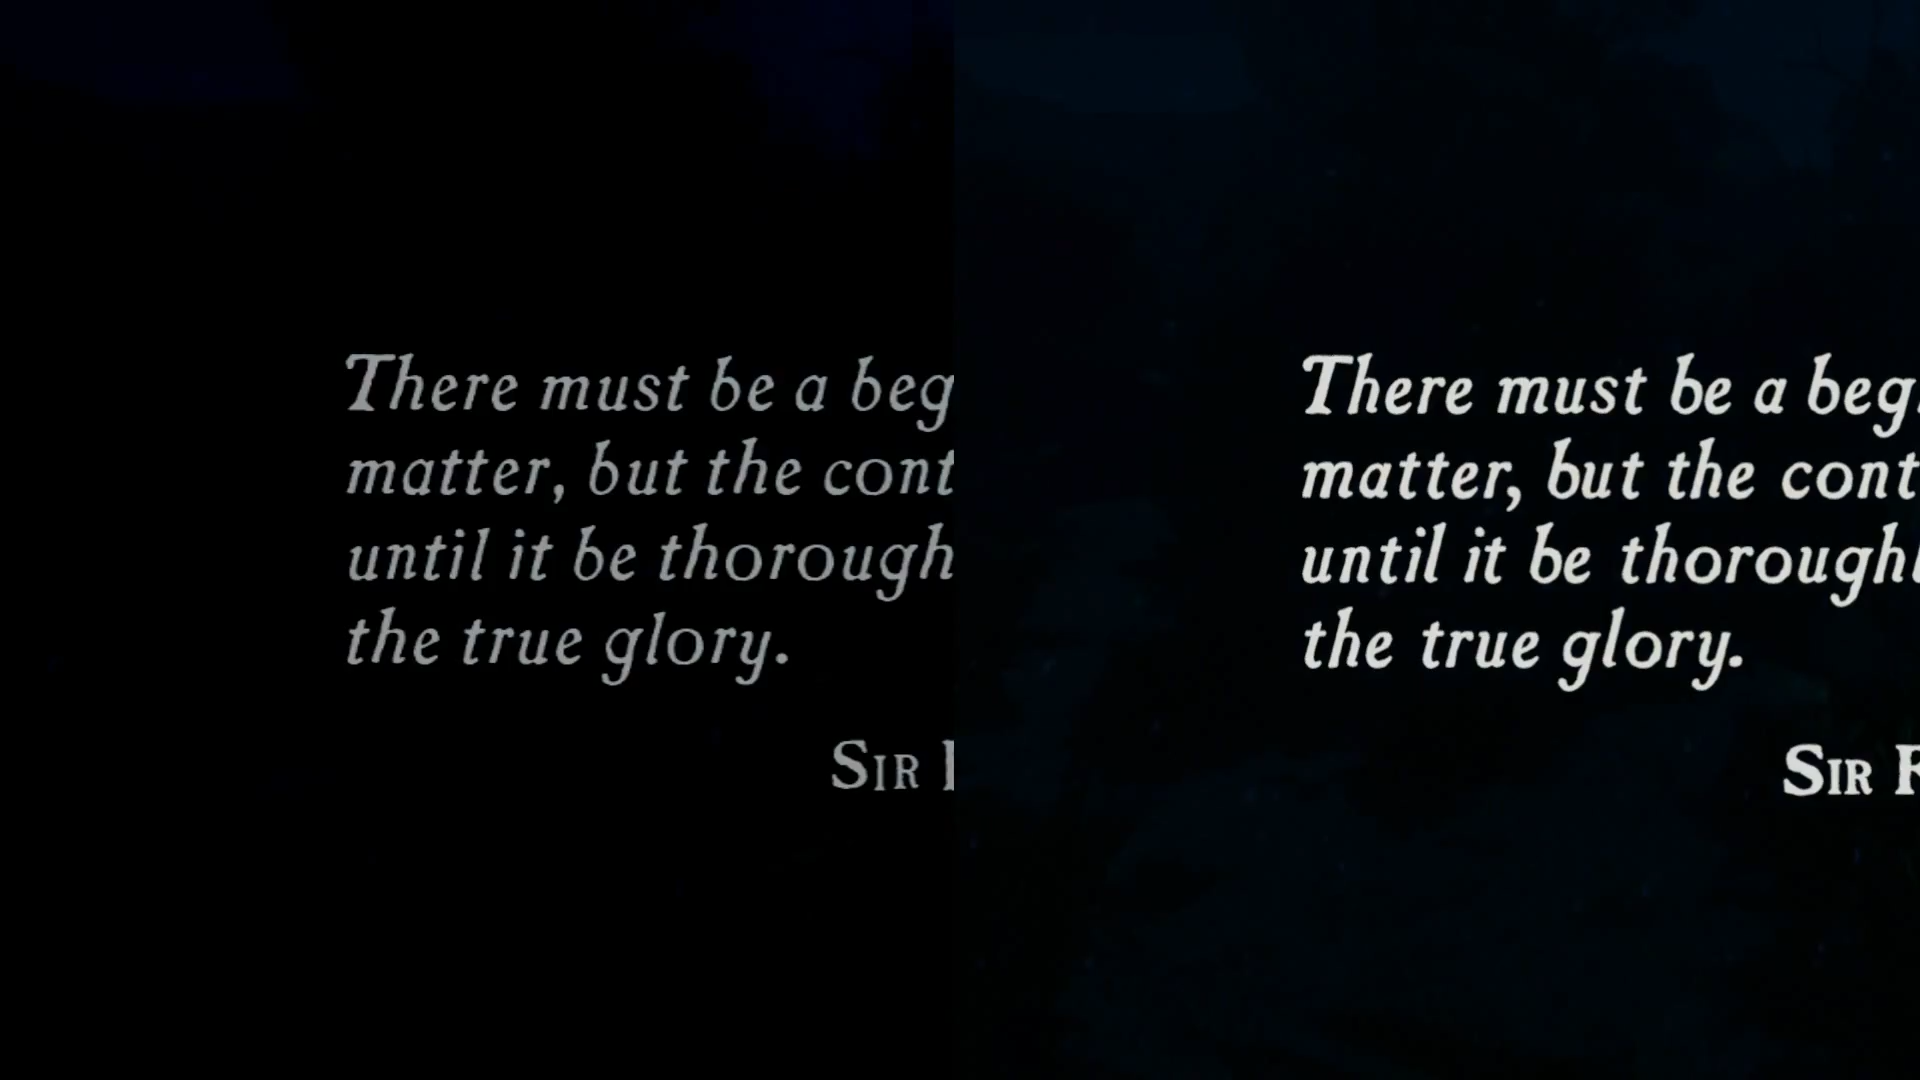 There must be a beg
matter, but the cont
until it be thorough
the true glory.
SIR
There must be a beg
matter, but the cont
until it be thorough
the true glory.
SIR F